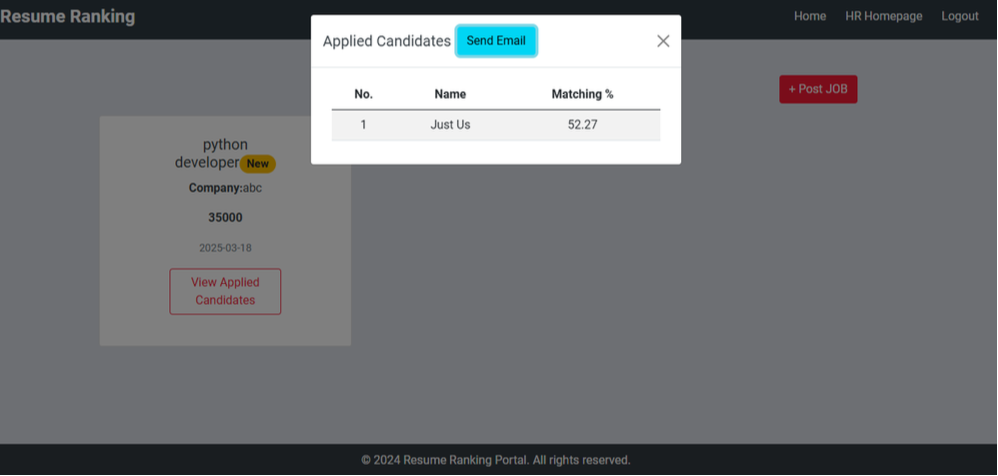 Resume Ranking
Home HR Homepage Logout
Applied Candidates Send Email
No. Name Matching %
1 Just Us 52.27
+ Post JOB
python
developer New
Company:abc
35000
2025-03-18
View Applied
Candidates
© 2024 Resume Ranking Portal. All rights reserved.